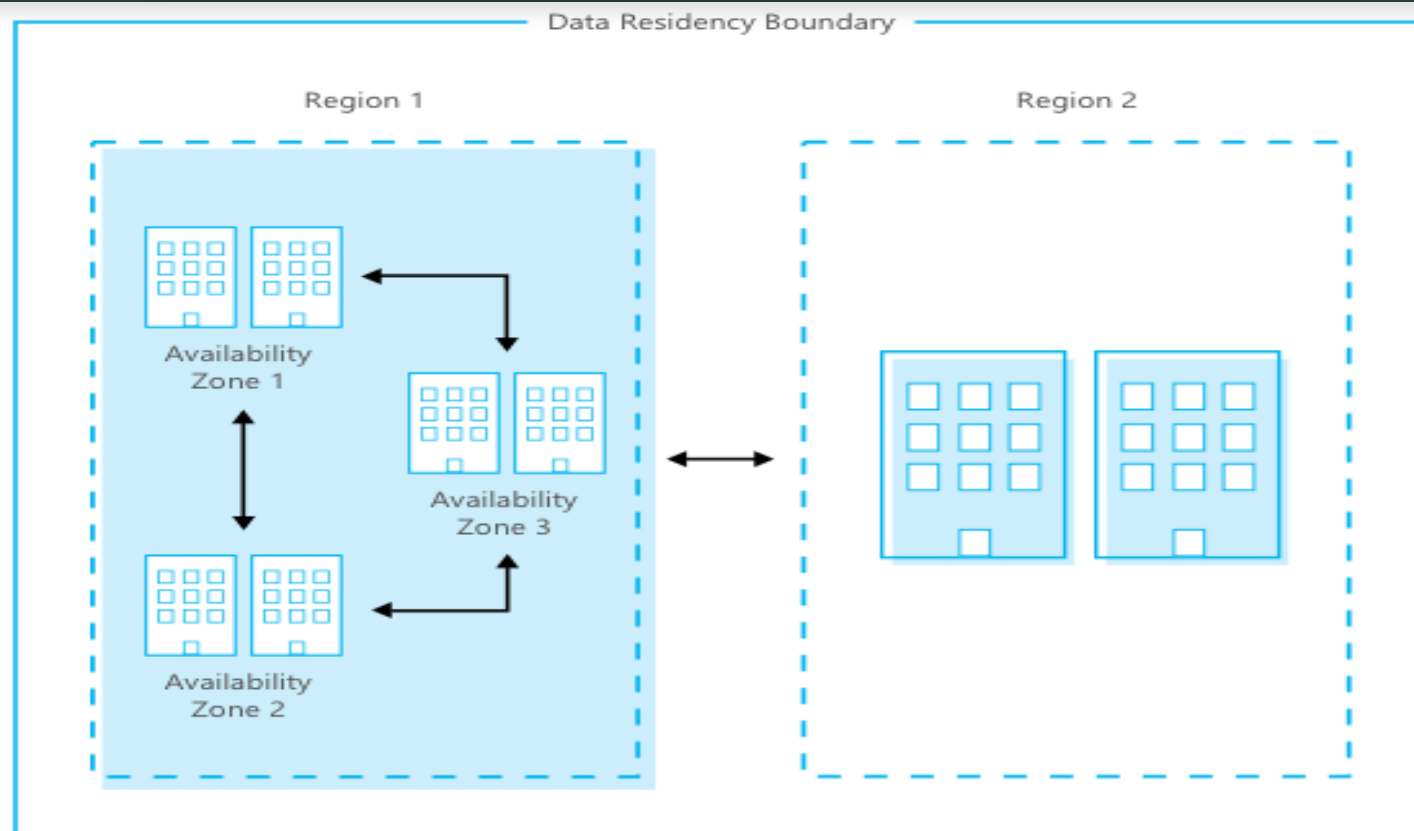 Data Residency Boundary
Region 1
Region 2
Availability
Zone 1
Availability
Zone 3
Availability
Zone 2